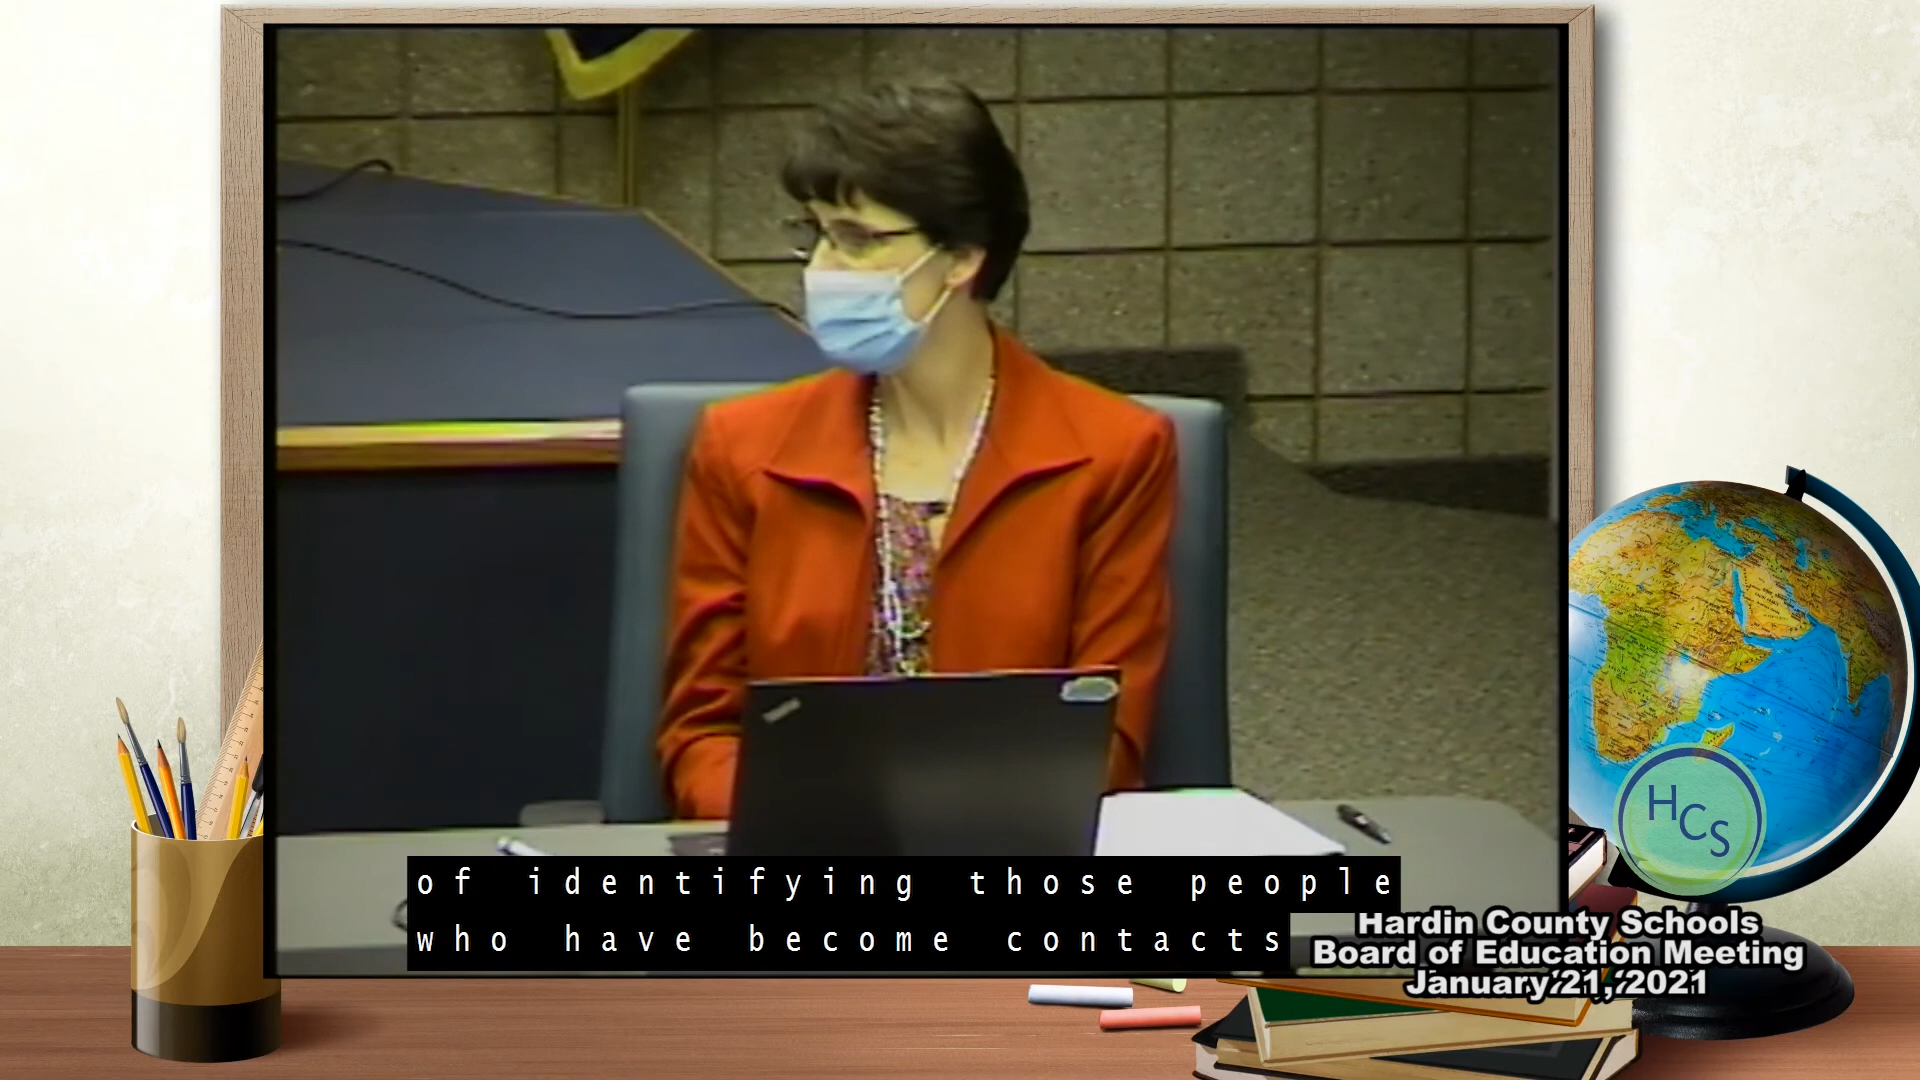 of identifying those people
who have become contacts
HCS
Hardin County Schools
Board of Education Meeting
January 21, 2021